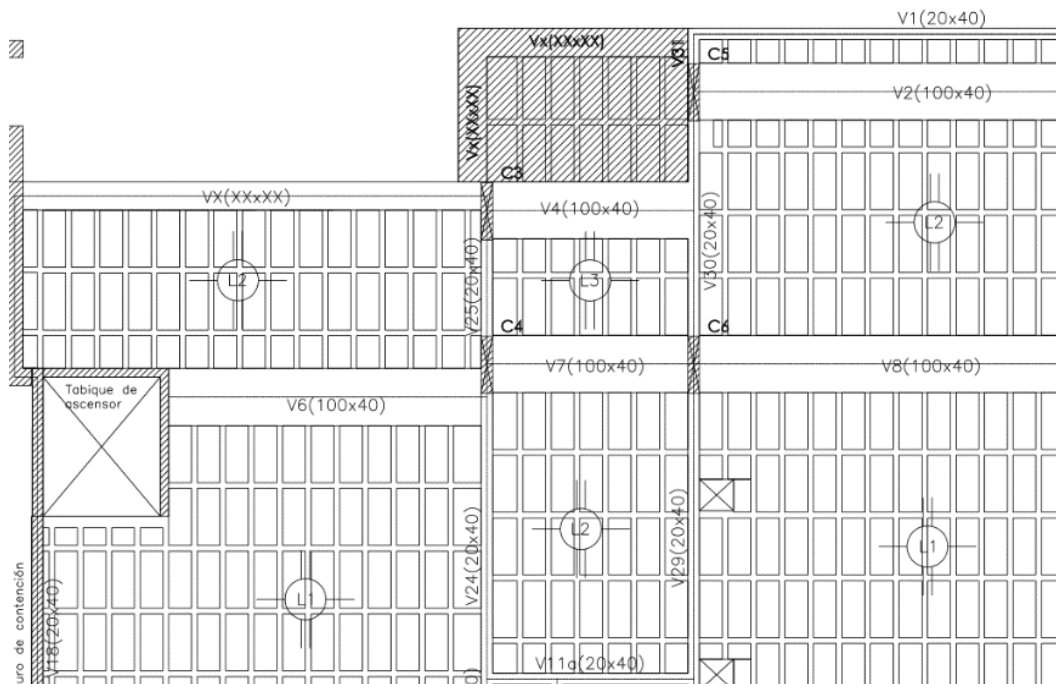 V1(20x40)
Vx(XXxXX)
V31
C5
V2(100x40)
Vx(XXxXX)
C3
VX(XXxXX)
V4(100x40)
V30(20x40)
L2
L2
V25(20x40)
L3
C4
C6
V7(100x40)
V8(100x40)
Tabique de
ascensor
V6(100x40)
L2
L1
V24(20x40)
V29(20x40)
L1
uro de contención
V18(20x40)
V11a(20x40)